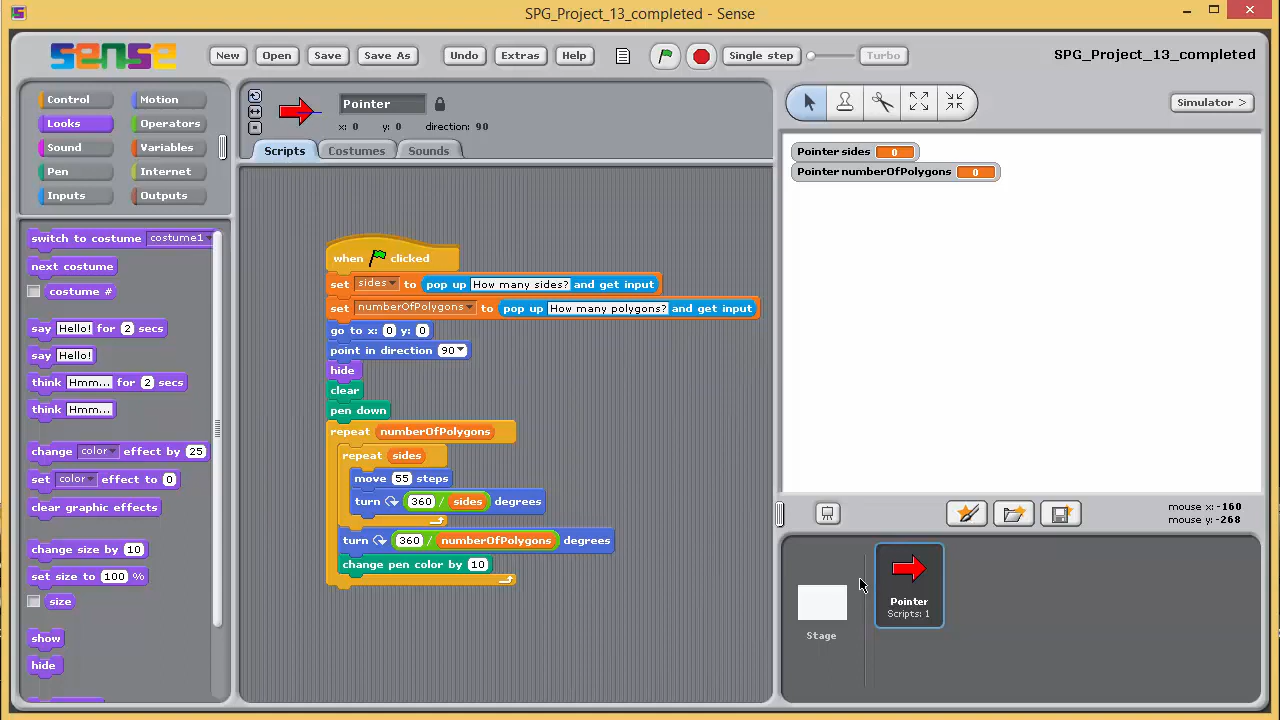 SPG_Project_13_completed - Sense
sense
New
Open
Save
Save As
Undo
Extras
Help
Single step
Turbo
SPG_Project_13_completed
Control
Motion
Looks
Operators
Sound
Variables
Pen
Internet
Inputs
Outputs
Pointer
x: 0 y: 0 direction: 90
Scripts
Costumes
Sounds
Simulator >
switch to costume costume1
next costume
costume #
say Hello! for 2 secs
say Hello!
think Hmm... for 2 secs
think Hmm...
change color effect by 25
set color effect to 0
clear graphic effects
change size by 10
set size to 100 %
size
show
hide
when clicked
set sides to pop up How many sides? and get input
set numberOfPolygons to pop up How many polygons? and get input
go to x: 0 y: 0
point in direction 90
hide
clear
pen down
repeat numberOfPolygons
repeat sides
move 55 steps
turn 360 / sides degrees
turn 360 / numberOfPolygons degrees
change pen color by 10
Pointer sides 0
Pointer numberOfPolygons 0
mouse x: -160
mouse y: -268
Stage
Pointer
Scripts: 1